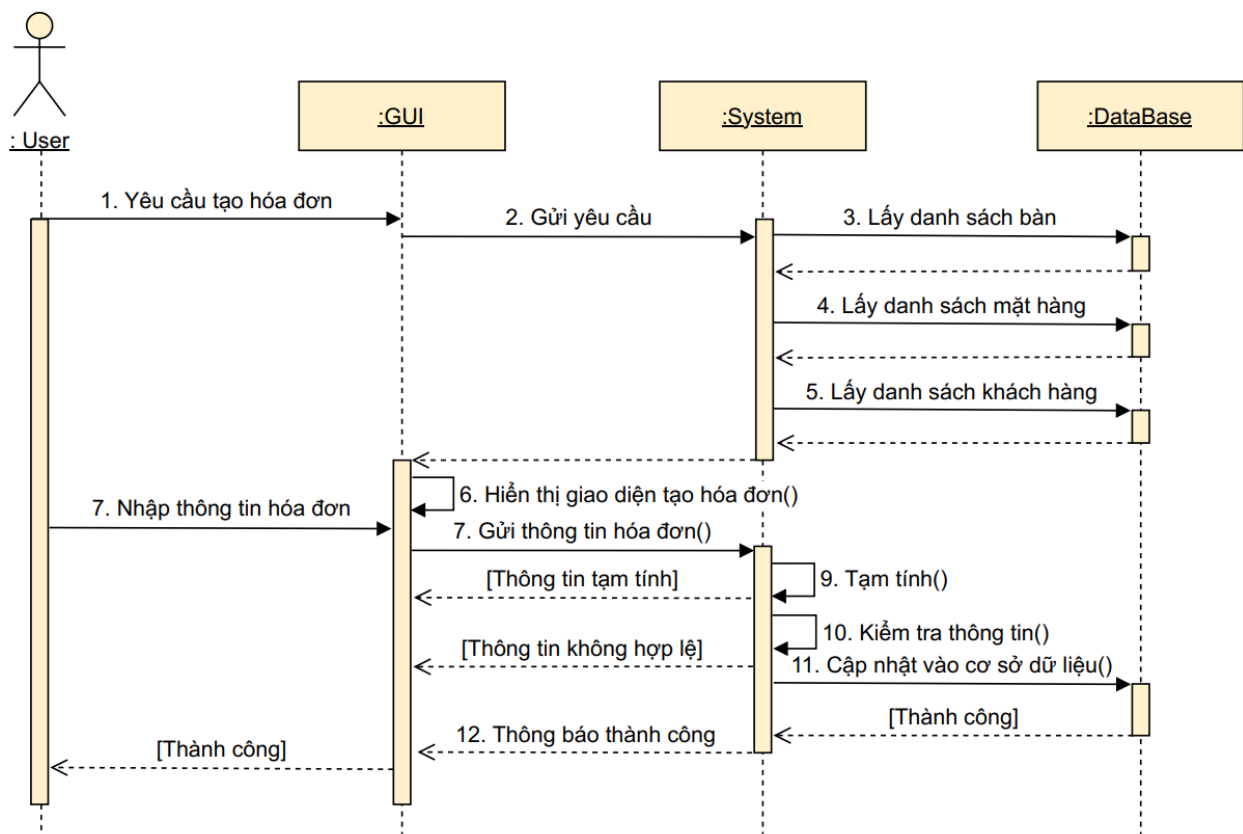 : User
:GUI
:System
:DataBase
1. Yêu cầu tạo hóa đơn
2. Gửi yêu cầu
3. Lấy danh sách bàn
4. Lấy danh sách mặt hàng
5. Lấy danh sách khách hàng
6. Hiển thị giao diện tạo hóa đơn()
7. Nhập thông tin hóa đơn
7. Gửi thông tin hóa đơn()
[Thông tin tạm tính]
9. Tạm tính()
10. Kiểm tra thông tin()
[Thông tin không hợp lệ]
11. Cập nhật vào cơ sở dữ liệu()
[Thành công]
12. Thông báo thành công
[Thành công]